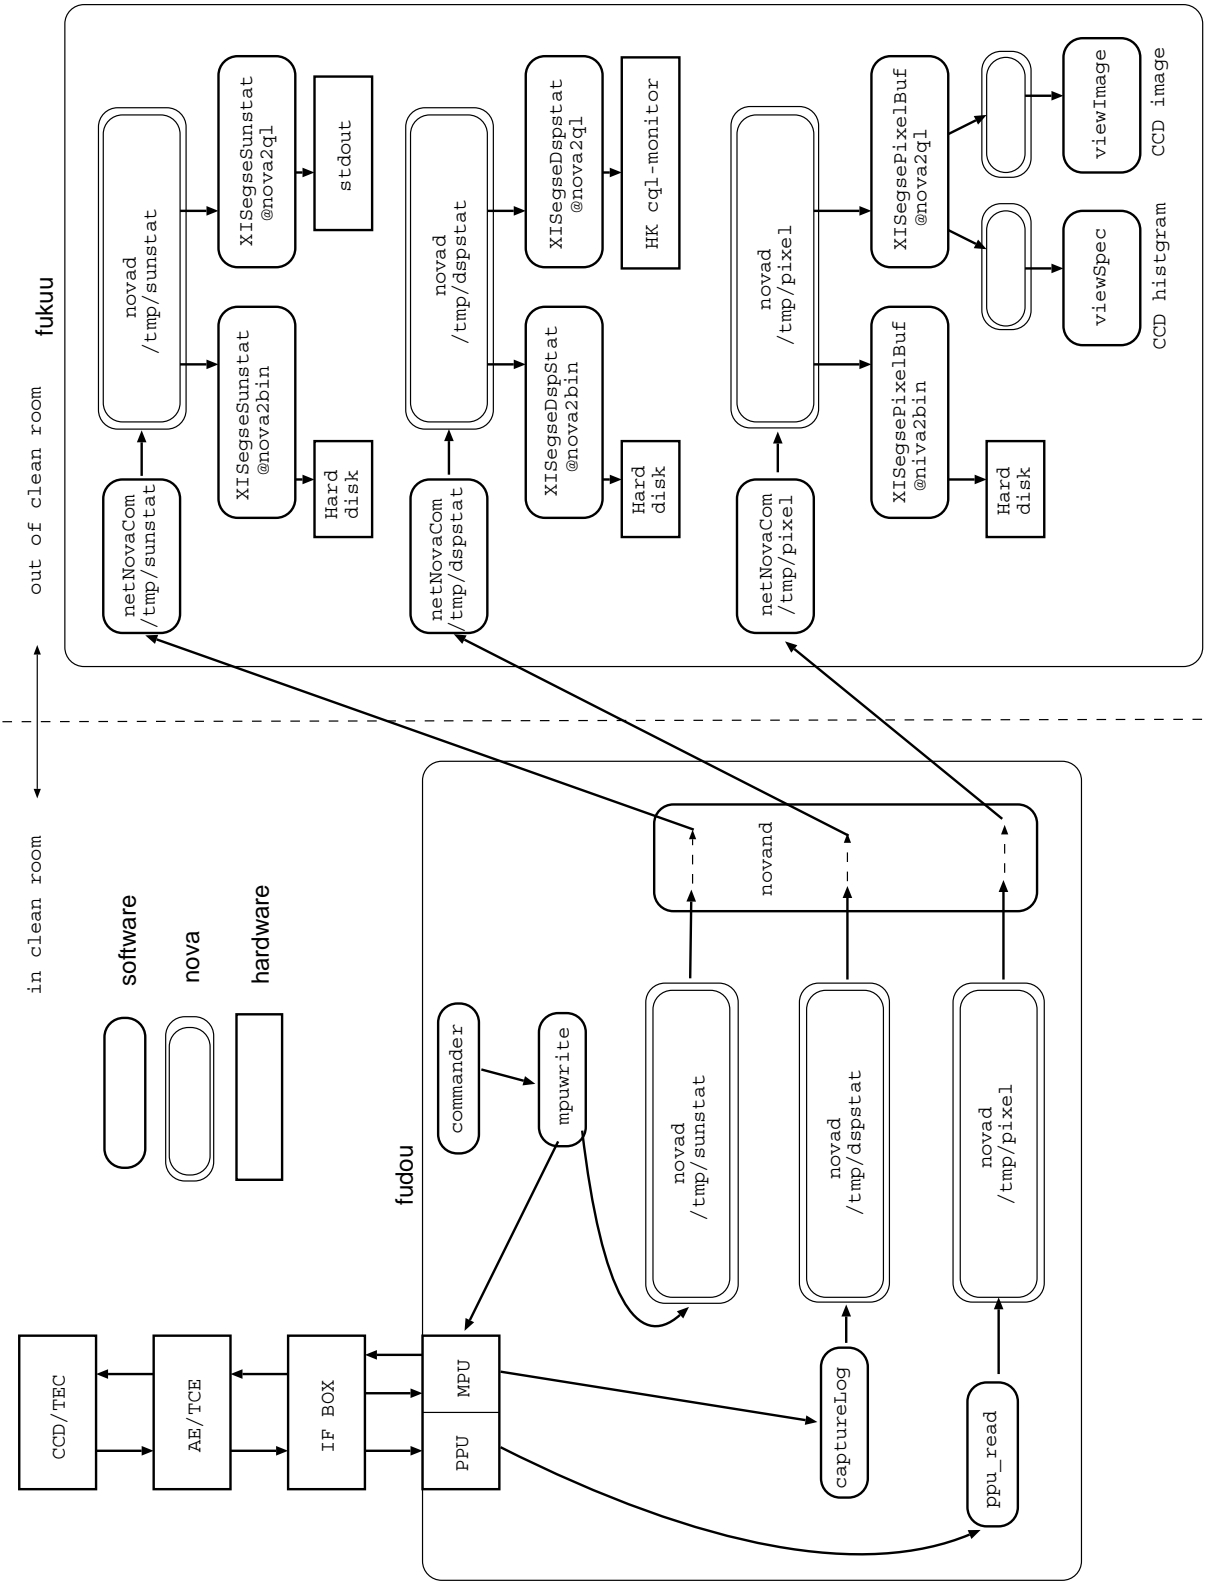 CCD/TEC
AE/TCE
IF BOX
PPU
MPU
in clean room
out of clean room
software
nova
hardware
fudou
commander
mpuwrite
captureLog
ppu_read
novad
/tmp/sunstat
novad
/tmp/dspstat
novad
/tmp/pixel
novand
fukuu
netNovaCom
/tmp/sunstat
novad
/tmp/sunstat
XISegseSunstat
@nova2bin
Hard
disk
XISegseSunstat
@nova2ql
stdout
netNovaCom
/tmp/dspstat
novad
/tmp/dspstat
XISegseDspStat
@nova2bin
Hard
disk
XISegseDspstat
@nova2ql
HK cql-monitor
netNovaCom
/tmp/pixel
novad
/tmp/pixel
XISegsePixelBuf
@niva2bin
Hard
disk
XISegsePixelBuf
@nova2ql
viewSpec
CCD histgram
viewImage
CCD image